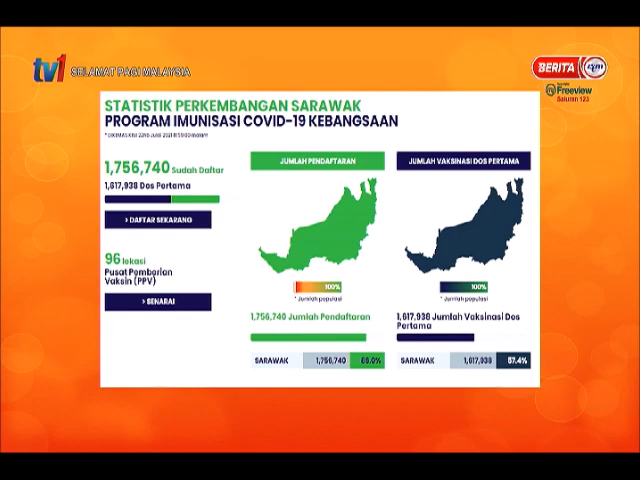 tv1 SELAMAT PAGI MALAYSIA
BERITA rtm
Freeview
Saluran 123
STATISTIK PERKEMBANGAN SARAWAK
PROGRAM IMUNISASI COVID-19 KEBANGSAAN
1,756,740 Sudah Daftar
1,617,938 Dos Pertama
> DAFTAR SEKARANG
96 lokasi
Pusat Pemberian
Vaksin (PPV)
> SENARAI
JUMLAH PENDAFTARAN
100%
* Jumlah populasi
1,756,740 Jumlah Pendaftaran
SARAWAK 1,756,740
JUMLAH VAKSINASI DOS PERTAMA
100%
* Jumlah populasi
1,617,938 Jumlah Vaksinasi Dos
Pertama
SARAWAK 1,617,938 57.4%